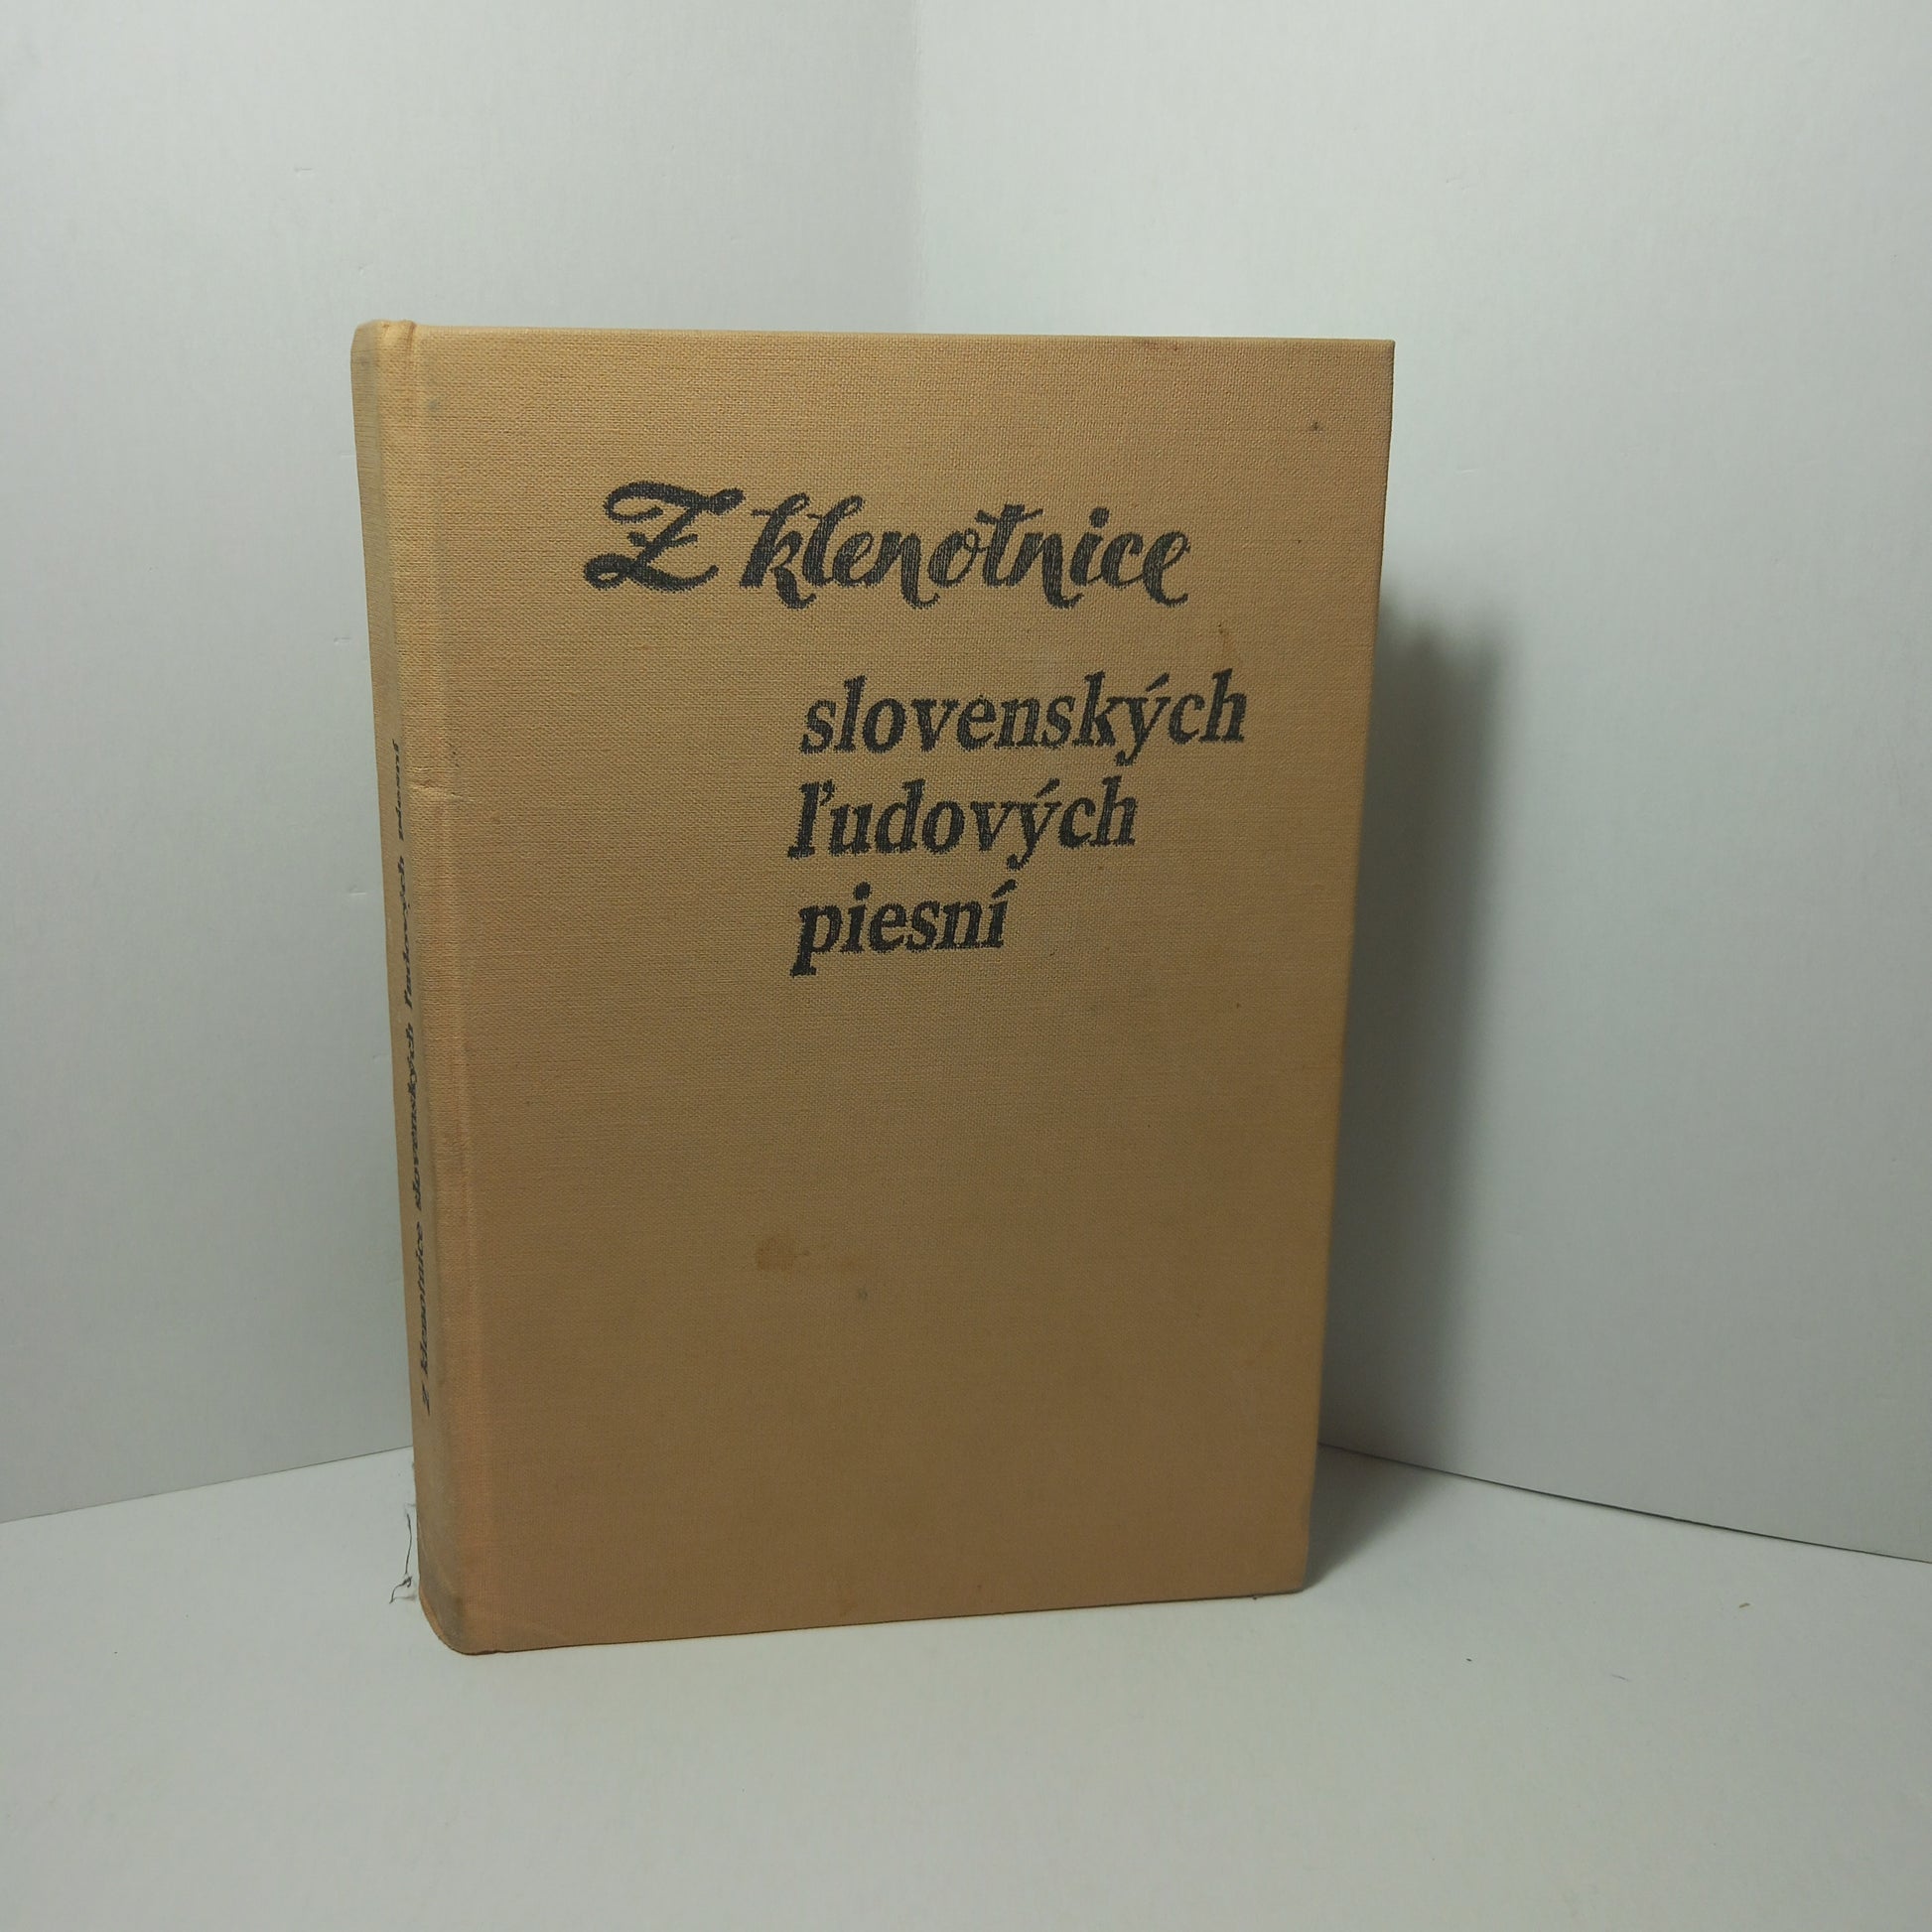 Z klenotnice
slovenských
ľudových
piesní
Z klenotnice slovenských ľudových piesní